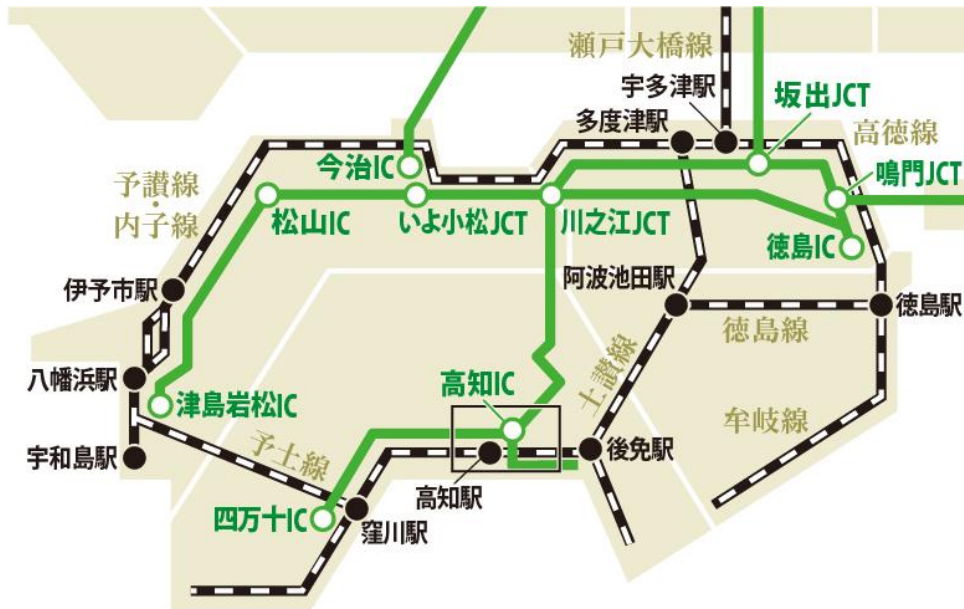 瀬戸大橋線
宇多津駅
坂出JCT
多度津駅
高徳線
今治IC
鳴門JCT
予讃線
・
内子線
松山IC
いよ小松JCT
川之江JCT
徳島IC
伊予市駅
阿波池田駅
徳島駅
徳島線
土讃線
八幡浜駅
津島岩松IC
高知IC
牟岐線
宇和島駅
予土線
後免駅
高知駅
四万十IC
窪川駅